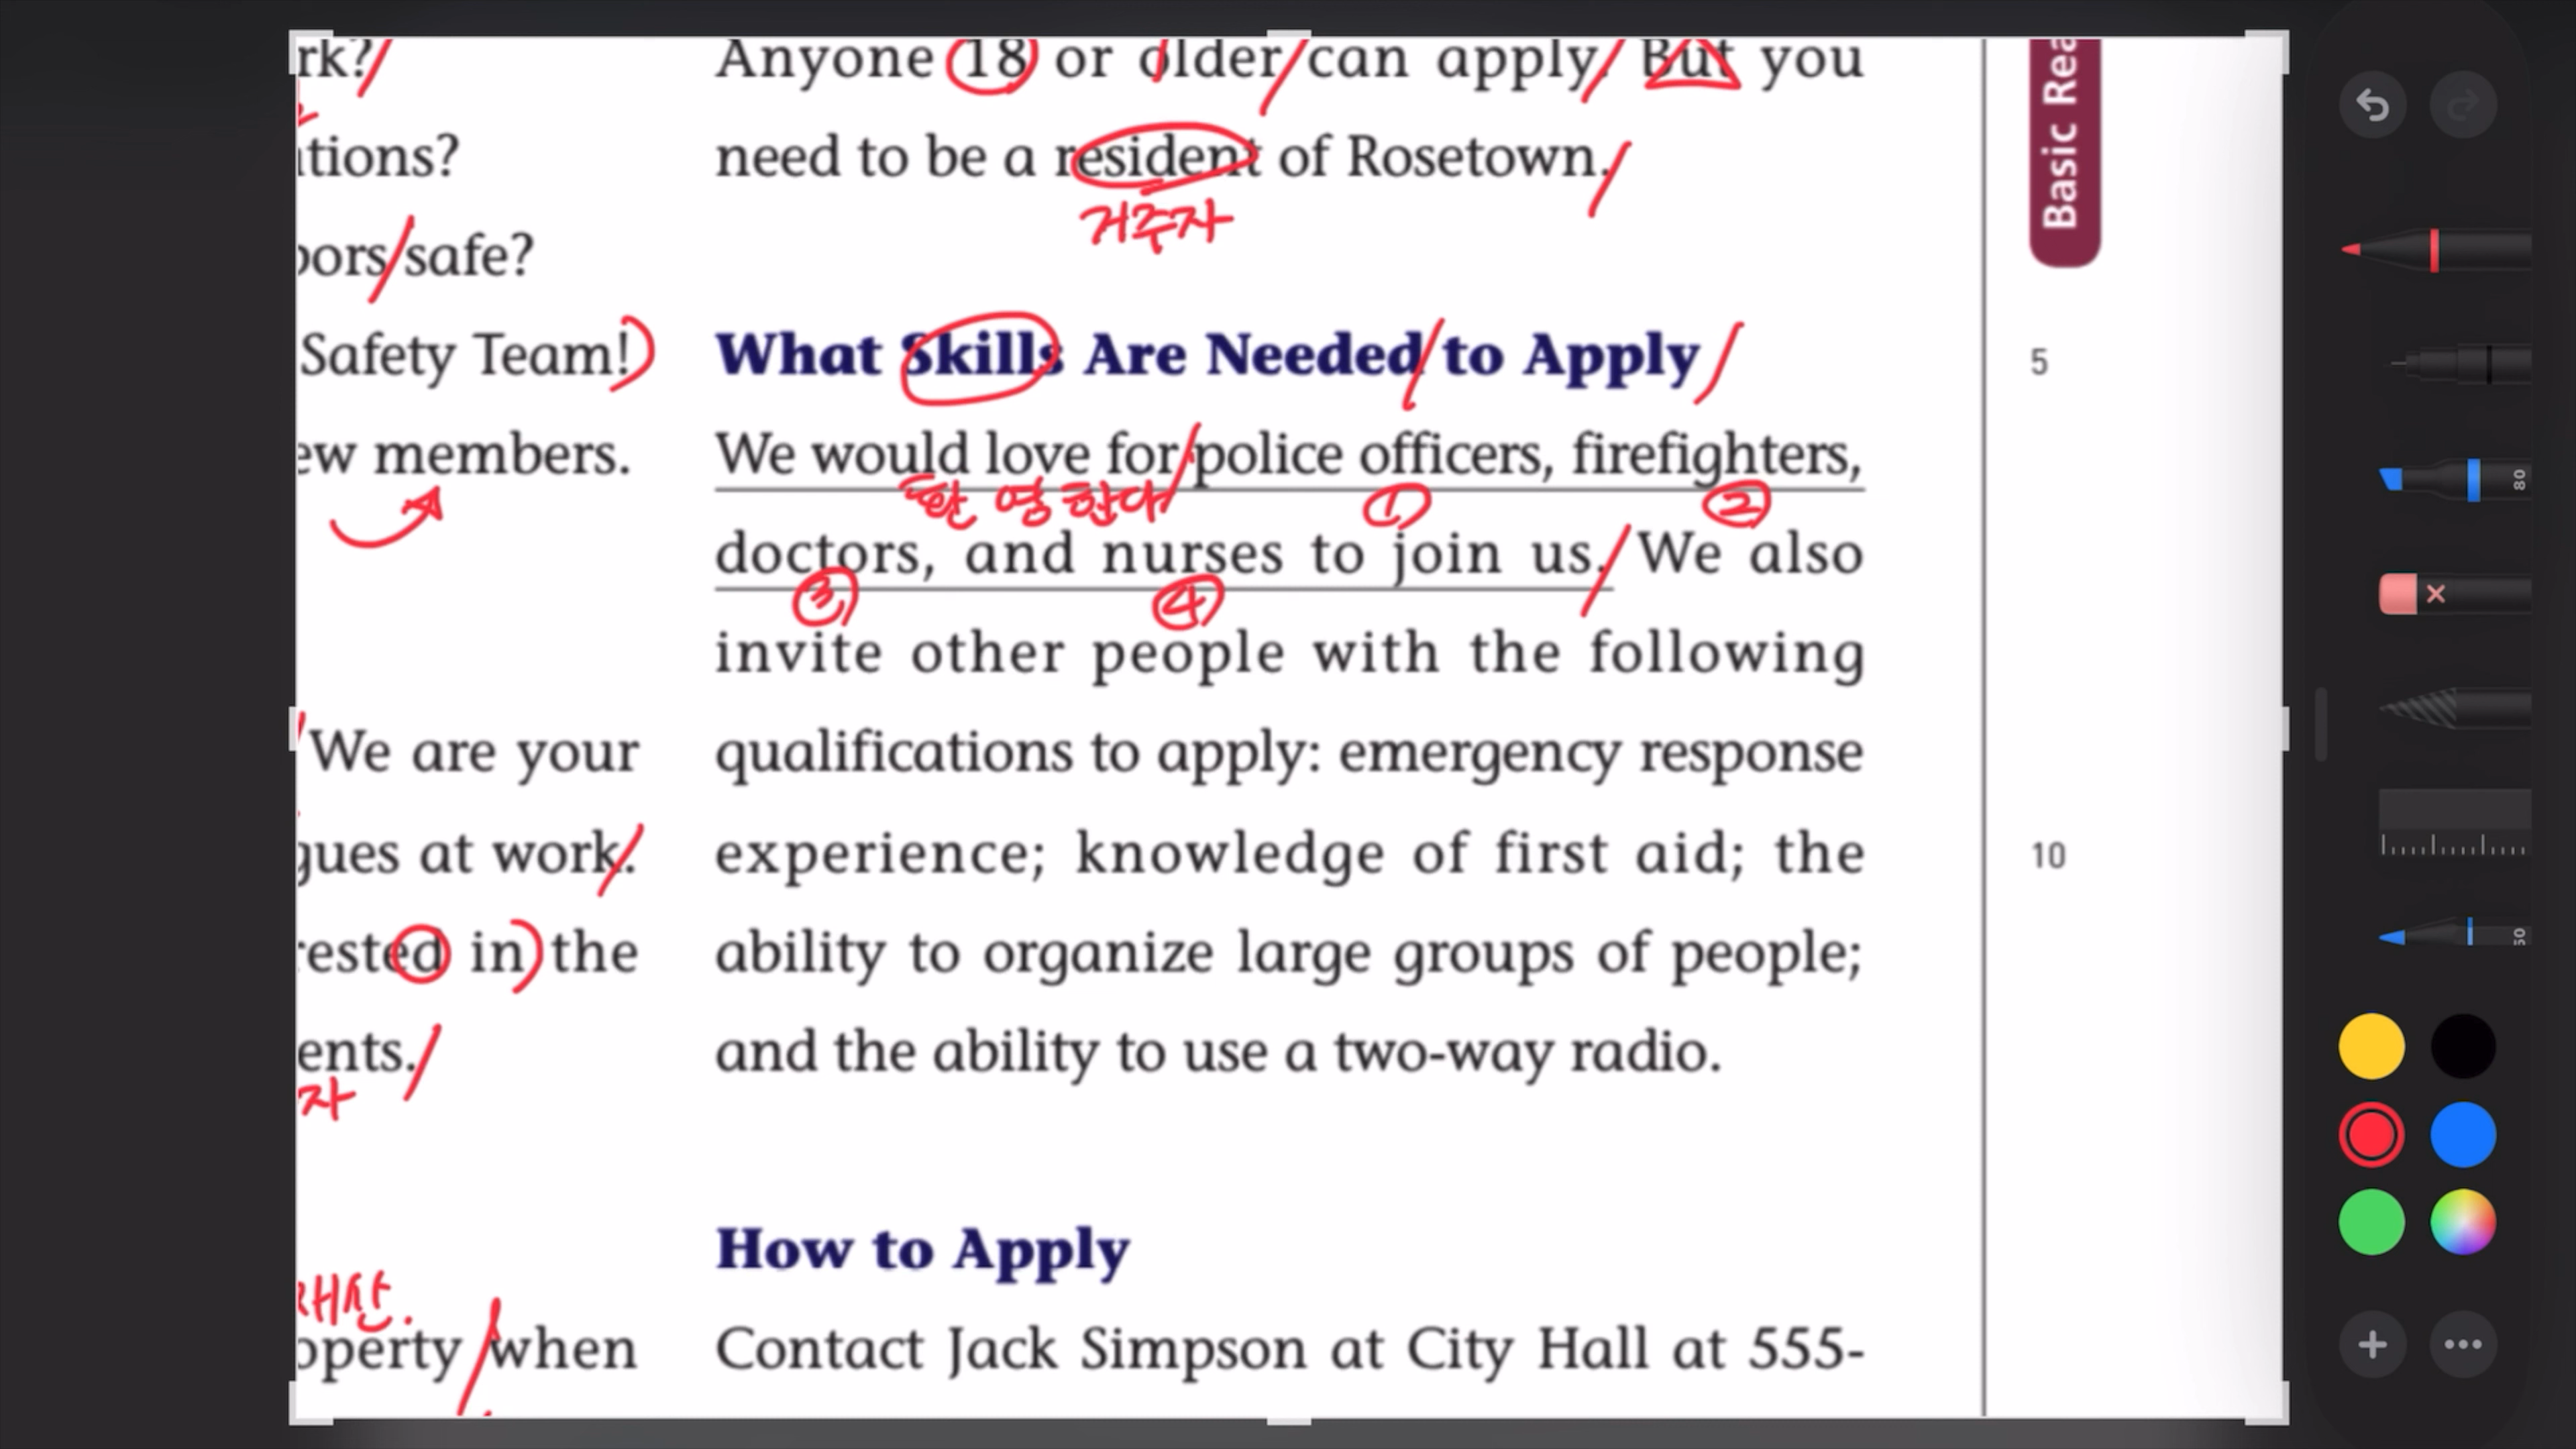 rk?
tions?
bors safe?
Safety Team!
ew members.
We are your
gues at work.
rested in the
ents.
자
재산.
operty when
Anyone 18 or older can apply. But you
need to be a resident of Rosetown.
거주자
What Skills Are Needed to Apply
We would love for police officers, firefighters,
환영한다 ① ②
doctors, and nurses to join us. We also
③ ④
invite other people with the following
qualifications to apply: emergency response
experience; knowledge of first aid; the
ability to organize large groups of people;
and the ability to use a two-way radio.
How to Apply
Contact Jack Simpson at City Hall at 555-
Basic Rea
5
10
80
50